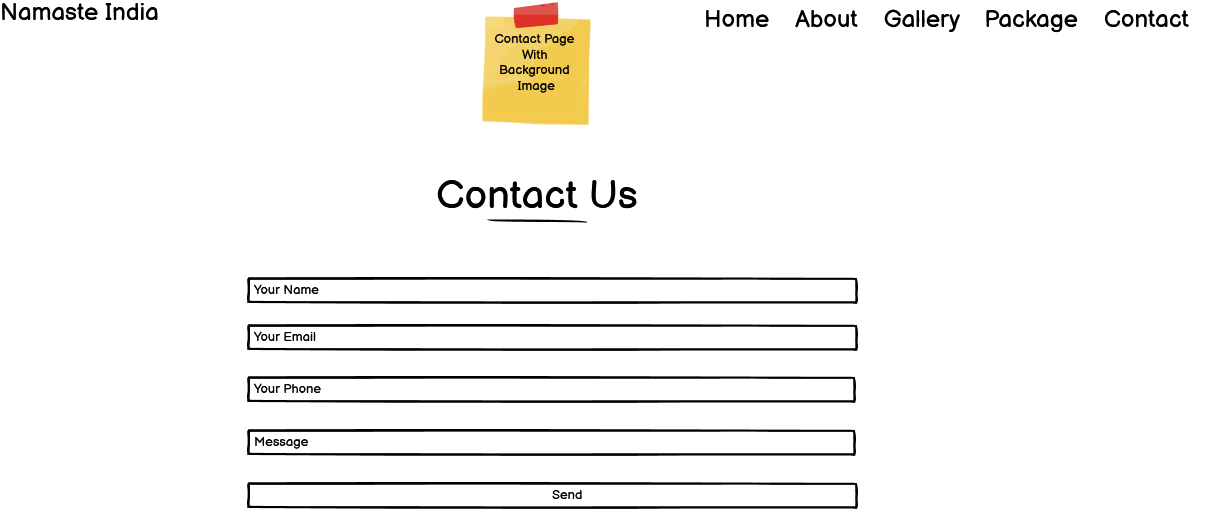 Namaste India
Home About Gallery Package Contact
Contact Page
With
Background
Image
Contact Us
Your Name
Your Email
Your Phone
Message
Send